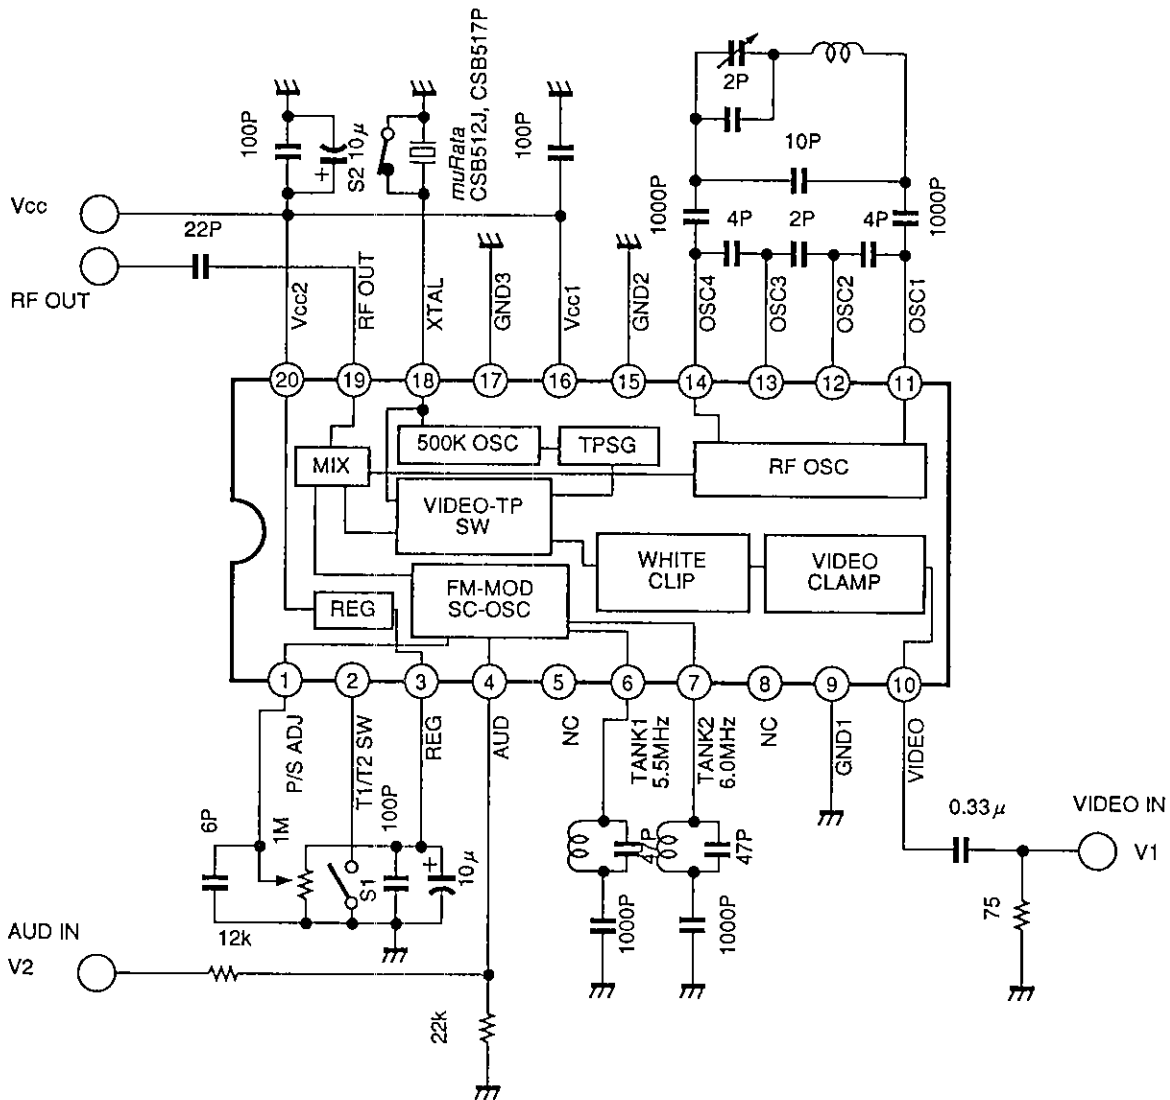 100P
10µ
+
S2
muRata
CSB512J, CSB517P
100P
2P
10P
1000P
4P
2P
4P
1000P
Vcc
22P
RF OUT
Vcc2
RF OUT
XTAL
GND3
Vcc1
GND2
OSC4
OSC3
OSC2
OSC1
20
19
18
17
16
15
14
13
12
11
500K OSC
TPSG
MIX
RF OSC
VIDEO-TP
SW
WHITE
CLIP
VIDEO
CLAMP
FM-MOD
SC-OSC
REG
1
2
3
4
5
6
7
8
9
10
P/S ADJ
T1/T2 SW
REG
AUD
NC
TANK1
5.5MHz
TANK2
6.0MHz
NC
GND1
VIDEO
6P
1M
S1
100P
+
10µ
47P
47P
1000P
1000P
0.33µ
VIDEO IN
V1
75
AUD IN
V2
12k
22k